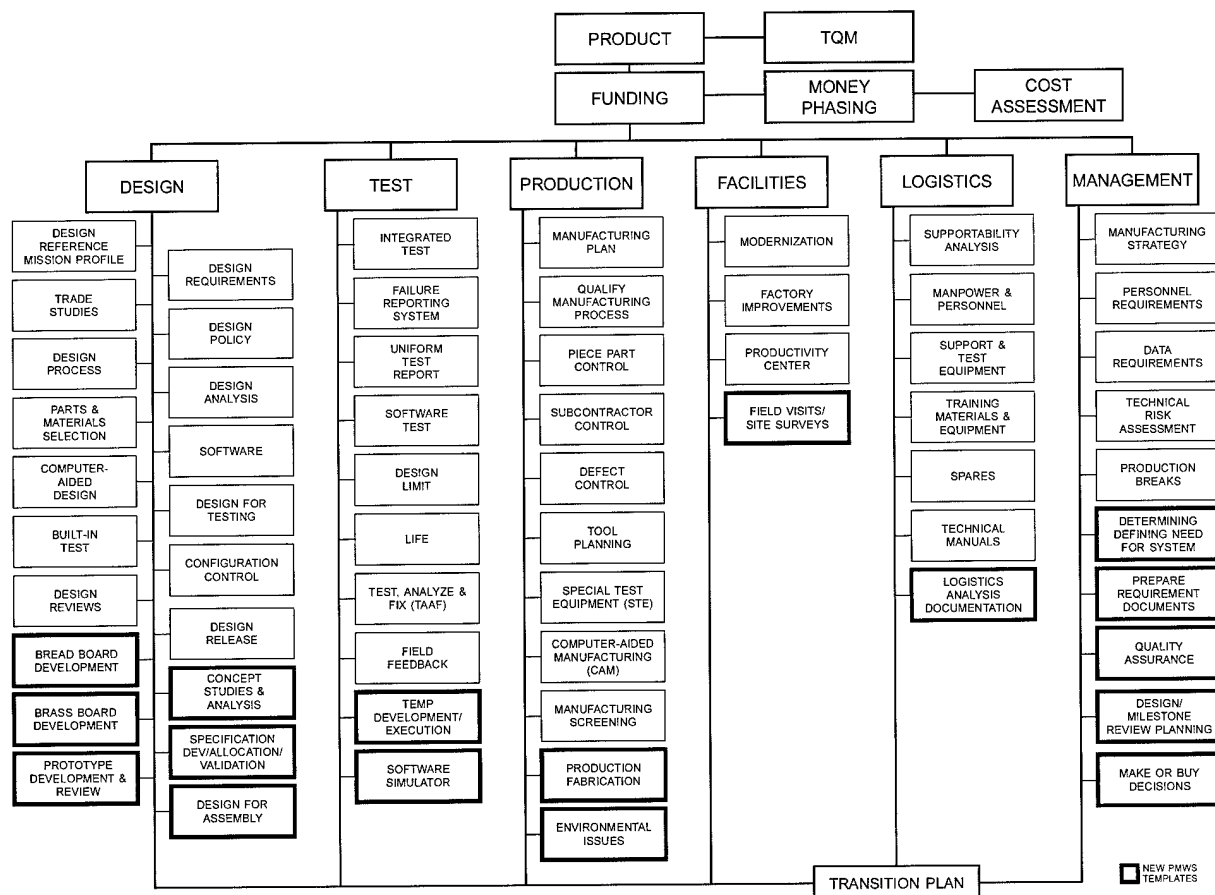 PRODUCT
TQM
FUNDING
MONEY
PHASING
COST
ASSESSMENT
DESIGN
TEST
PRODUCTION
FACILITIES
LOGISTICS
MANAGEMENT
DESIGN
REFERENCE
MISSION PROFILE
TRADE
STUDIES
DESIGN
PROCESS
PARTS &
MATERIALS
SELECTION
COMPUTER-
AIDED
DESIGN
BUILT-IN
TEST
DESIGN
REVIEWS
BREAD BOARD
DEVELOPMENT
BRASS BOARD
DEVELOPMENT
PROTOTYPE
DEVELOPMENT &
REVIEW
DESIGN
REQUIREMENTS
DESIGN
POLICY
DESIGN
ANALYSIS
SOFTWARE
DESIGN FOR
TESTING
CONFIGURATION
CONTROL
DESIGN
RELEASE
CONCEPT
STUDIES &
ANALYSIS
SPECIFICATION
DEV/ALLOCATION/
VALIDATION
DESIGN FOR
ASSEMBLY
INTEGRATED
TEST
FAILURE
REPORTING
SYSTEM
UNIFORM
TEST
REPORT
SOFTWARE
TEST
DESIGN
LIMIT
LIFE
TEST, ANALYZE &
FIX (TAAF)
FIELD
FEEDBACK
TEMP
DEVELOPMENT/
EXECUTION
SOFTWARE
SIMULATOR
MANUFACTURING
PLAN
QUALIFY
MANUFACTURING
PROCESS
PIECE PART
CONTROL
SUBCONTRACTOR
CONTROL
DEFECT
CONTROL
TOOL
PLANNING
SPECIAL TEST
EQUIPMENT (STE)
COMPUTER-AIDED
MANUFACTURING
(CAM)
MANUFACTURING
SCREENING
PRODUCTION
FABRICATION
ENVIRONMENTAL
ISSUES
MODERNIZATION
FACTORY
IMPROVEMENTS
PRODUCTIVITY
CENTER
FIELD VISITS/
SITE SURVEYS
SUPPORTABILITY
ANALYSIS
MANPOWER &
PERSONNEL
SUPPORT &
TEST
EQUIPMENT
TRAINING
MATERIALS &
EQUIPMENT
SPARES
TECHNICAL
MANUALS
LOGISTICS
ANALYSIS
DOCUMENTATION
MANUFACTURING
STRATEGY
PERSONNEL
REQUIREMENTS
DATA
REQUIREMENTS
TECHNICAL
RISK
ASSESSMENT
PRODUCTION
BREAKS
DETERMINING
DEFINING NEED
FOR SYSTEM
PREPARE
REQUIREMENT
DOCUMENTS
QUALITY
ASSURANCE
DESIGN/
MILESTONE
REVIEW PLANNING
MAKE OR BUY
DECISIONS
TRANSITION PLAN
NEW PMWS
TEMPLATES